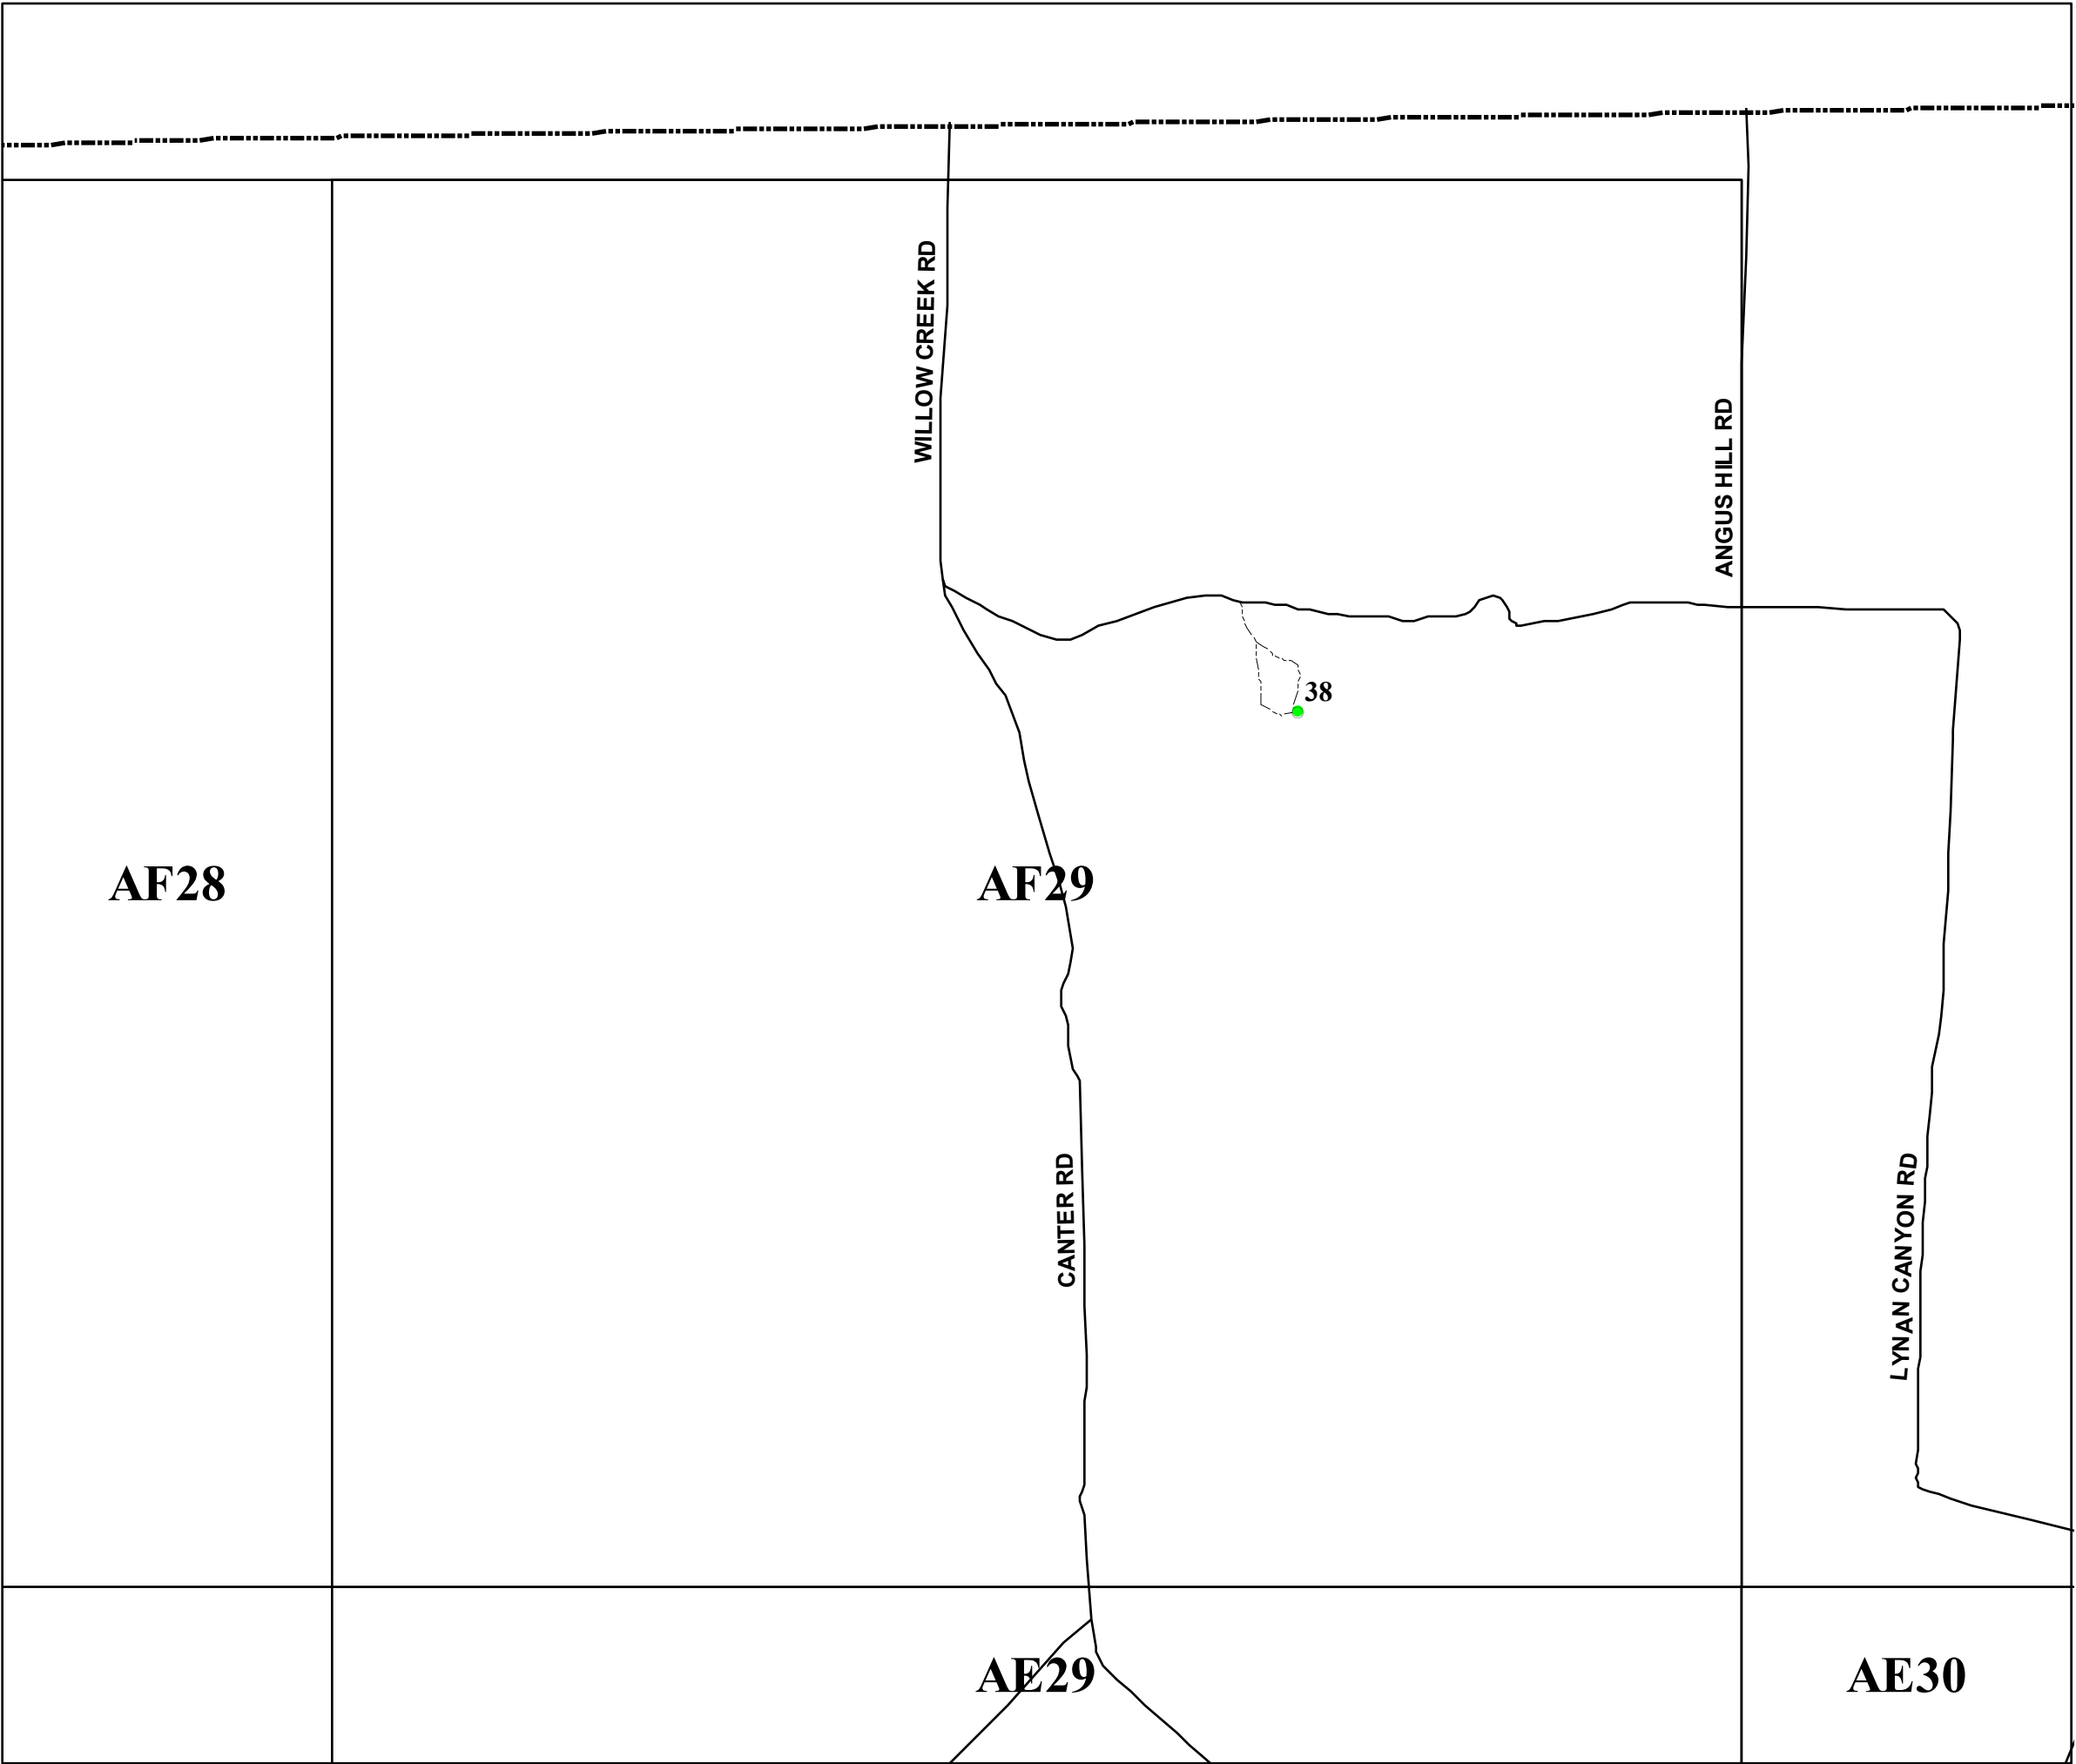 WILLOW CREEK RD
ANGUS HILL RD
38
AF28
AF29
CANTER RD
LYNAN CANYON RD
AE29
AE30